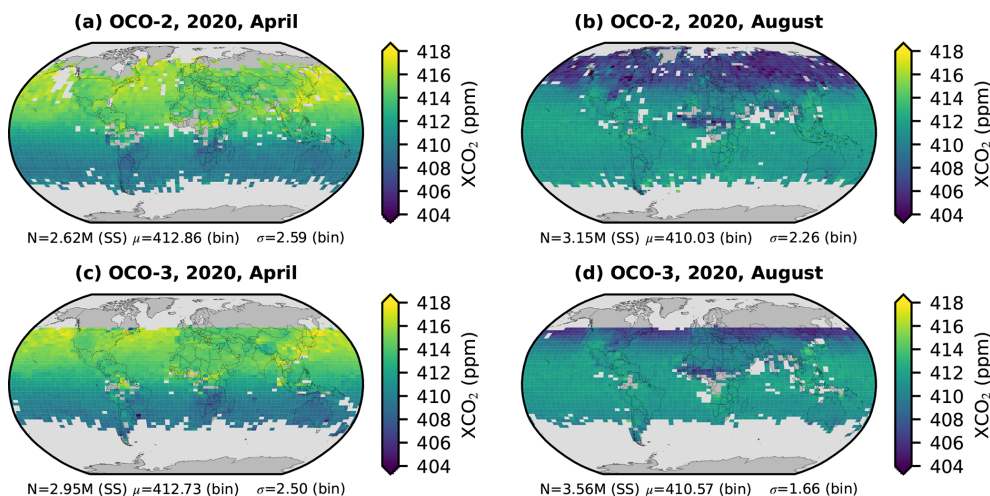 (a) OCO-2, 2020, April
418
416
414
412
410
408
406
404
XCO₂ (ppm)
N=2.62M (SS) μ=412.86 (bin) σ=2.59 (bin)
(b) OCO-2, 2020, August
418
416
414
412
410
408
406
404
XCO₂ (ppm)
N=3.15M (SS) μ=410.03 (bin) σ=2.26 (bin)
(c) OCO-3, 2020, April
418
416
414
412
410
408
406
404
XCO₂ (ppm)
N=2.95M (SS) μ=412.73 (bin) σ=2.50 (bin)
(d) OCO-3, 2020, August
418
416
414
412
410
408
406
404
XCO₂ (ppm)
N=3.56M (SS) μ=410.57 (bin) σ=1.66 (bin)